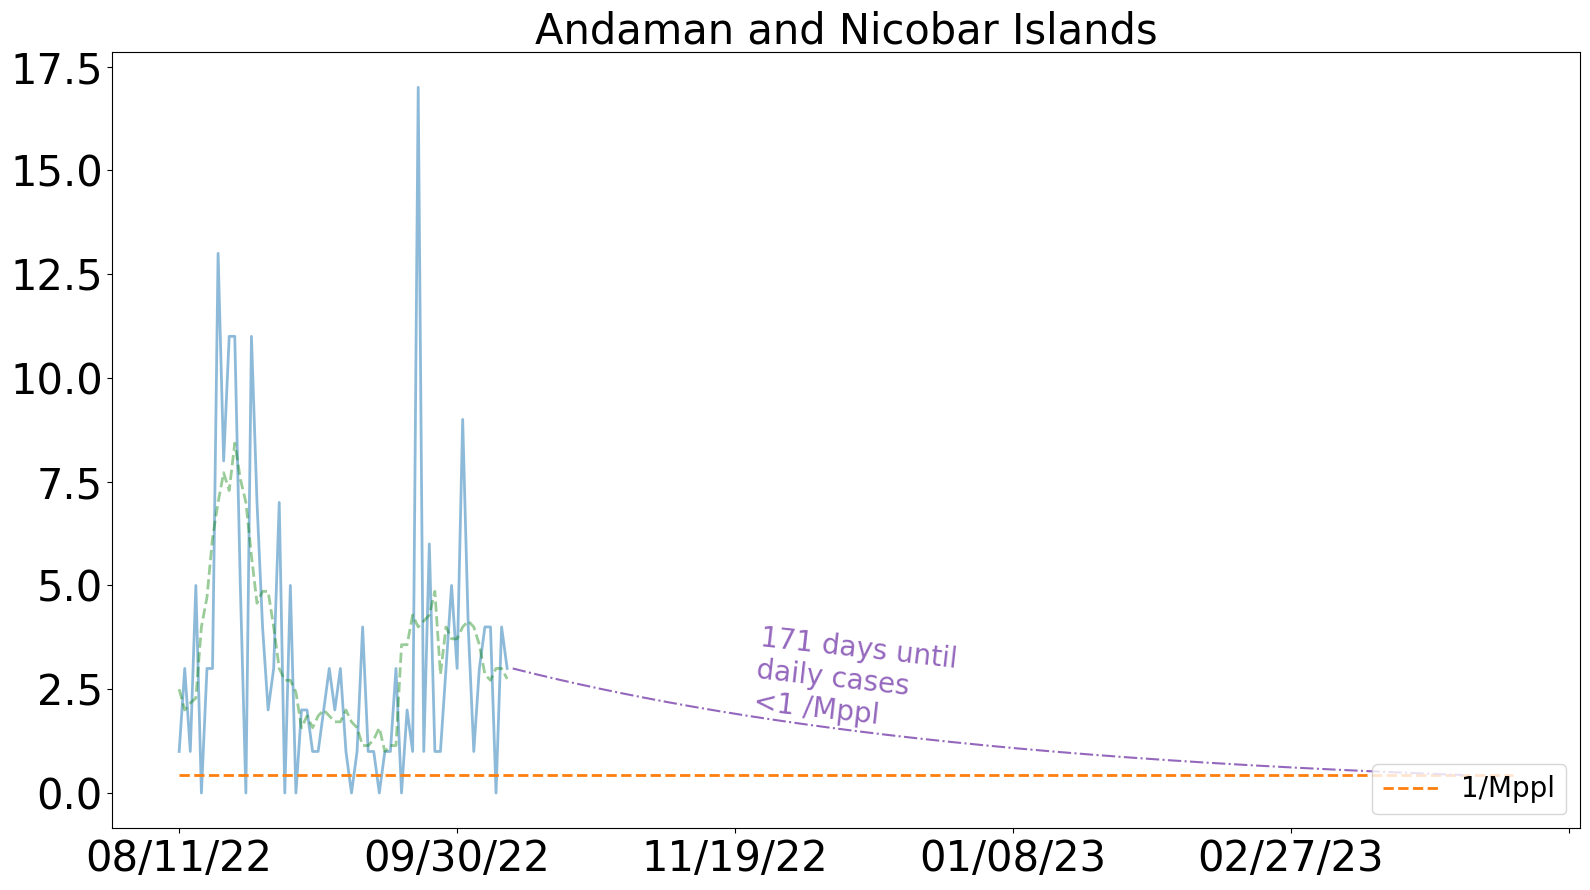 Andaman and Nicobar Islands
17.5
15.0
12.5
10.0
7.5
5.0
2.5
0.0
171 days until
daily cases
<1 /Mppl
1/Mppl
08/11/22 09/30/22 11/19/22 01/08/23 02/27/23